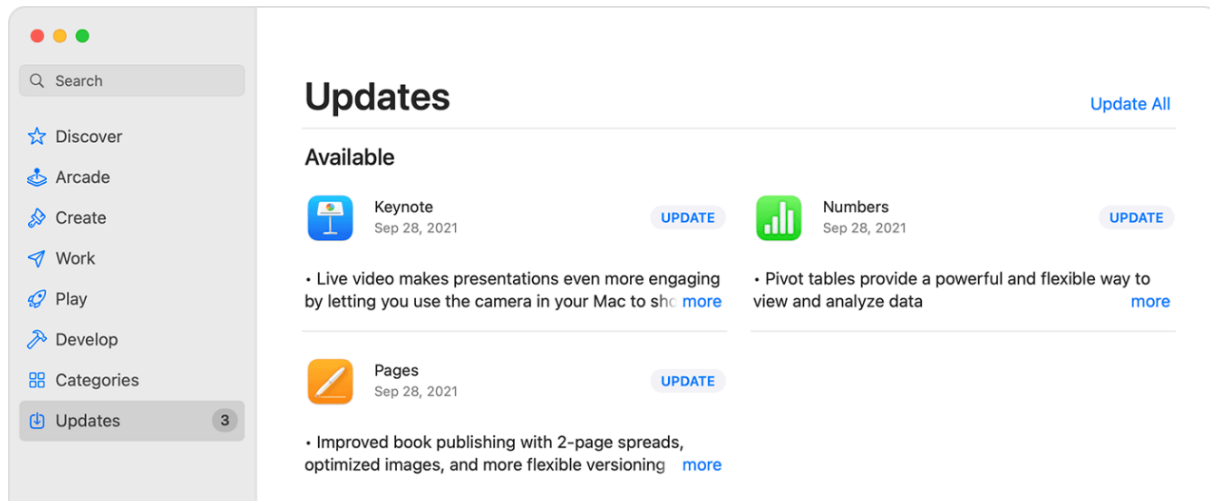 Search
Discover
Arcade
Create
Work
Play
Develop
Categories
Updates 3
Updates
Update All
Available
Keynote
Sep 28, 2021
UPDATE
• Live video makes presentations even more engaging
by letting you use the camera in your Mac to more
Numbers
Sep 28, 2021
UPDATE
• Pivot tables provide a powerful and flexible way to
view and analyze data more
Pages
Sep 28, 2021
UPDATE
• Improved book publishing with 2-page spreads,
optimized images, and more flexible versioning more